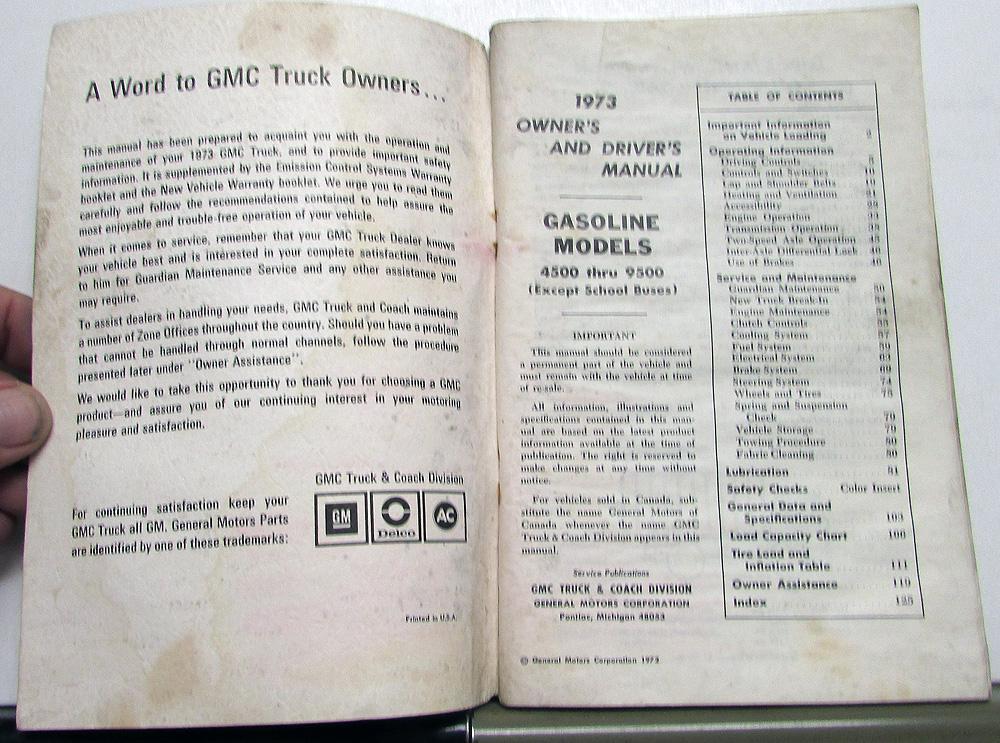 A Word to GMC Truck Owners...
This manual has been prepared to acquaint you with the operation and
maintenance of your 1973 GMC Truck, and to provide important safety
information. It is supplemented by the Emission Control Systems Warranty
booklet and the New Vehicle Warranty booklet. We urge you to read them
carefully and follow the recommendations contained to help assure the
most enjoyable and trouble-free operation of your vehicle.
When it comes to service, remember that your GMC Truck Dealer knows
your vehicle best and is interested in your complete satisfaction. Return
to him for Guardian Maintenance Service and any other assistance you
may require.
To assist dealers in handling your needs, GMC Truck and Coach maintains
a number of Zone Offices throughout the country. Should you have a problem
that cannot be handled through normal channels, follow the procedure
presented later under "Owner Assistance".
We would like to take this opportunity to thank you for choosing a GMC
product—and assure you of our continuing interest in your motoring
pleasure and satisfaction.
GMC Truck & Coach Division
For continuing satisfaction keep your
GMC Truck all GM. General Motors Parts
are identified by one of these trademarks:
GM
Delco
AC
Printed in U.S.A.
1973
OWNER'S
AND DRIVER'S
MANUAL
GASOLINE
MODELS
4500 thru 9500
(Except School Buses)
IMPORTANT
This manual should be considered
a permanent part of the vehicle and
must remain with the vehicle at time
of resale.
All information, illustrations and
specifications contained in this man-
ual are based on the latest product
information available at the time of
publication. The right is reserved to
make changes at any time without
notice.
For vehicles sold in Canada, sub-
stitute the name General Motors of
Canada whenever the name GMC
Truck & Coach Division appears in this
manual.
Service Publications
GMC TRUCK & COACH DIVISION
GENERAL MOTORS CORPORATION
Pontiac, Michigan 48053
© General Motors Corporation 1973
TABLE OF CONTENTS
Important Information
on Vehicle Loading
Operating Information
Driving Controls
Controls and Switches
Lap and Shoulder Belts
Heating and Ventilation
Accessibility
Engine Operation
Transmission Operation
Two-Speed Axle Operation
Inter-Axle Differential Lock
Use of Brakes
Service and Maintenance
Guardian Maintenance 50
New Truck Break-In 54
Engine Maintenance 54
Clutch Controls 55
Cooling System 57
Fuel System 59
Electrical System 63
Brake System
Steering System 74
Wheels and Tires 75
Spring and Suspension
Check 79
Vehicle Storage 79
Towing Procedure 80
Fabric Cleaning 80
Lubrication 81
Safety Checks Color Insert
General Data and
Specifications 103
Load Capacity Chart
Tire Load and
Inflation Table 111
Owner Assistance
Index 125